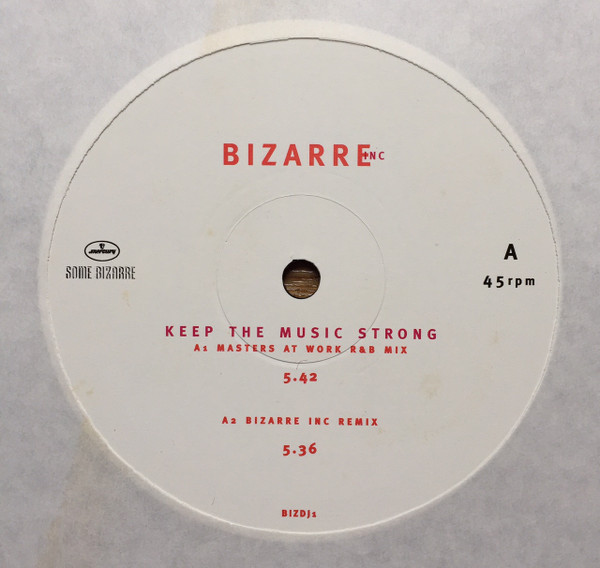 BIZARRE INC
mercury
SOME BIZARRE
A
45rpm
KEEP THE MUSIC STRONG
A1 MASTERS AT WORK R&B MIX
5.42
A2 BIZARRE INC REMIX
5.36
BIZDJ1